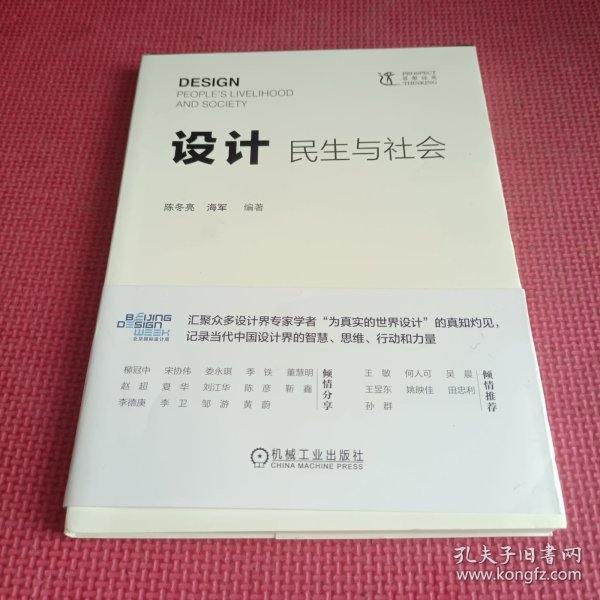 DESIGN
PEOPLE'S LIVELIHOOD
AND SOCIETY
PROSPECT
THINKING
设计 民生与社会
陈冬亮 海军 编著
BEIJING
DESIGN
WEEK
北京国际设计周
汇聚众多设计界专家学者“为真实的世界设计”的真知灼见，
记录当代中国设计界的智慧、思维、行动和力量
柳冠中 宋协伟 娄永琪 季铁 董慧明
赵超 夏华 刘江华 陈彦 靳鑫
李德庚 李卫 邹游 黄蔚
倾情分享
王敏 何人可 吴晨
王昱东 姚映佳 田忠利
孙群
倾情推荐
机械工业出版社
CHINA MACHINE PRESS
孔夫子旧书网
www.kongfz.com